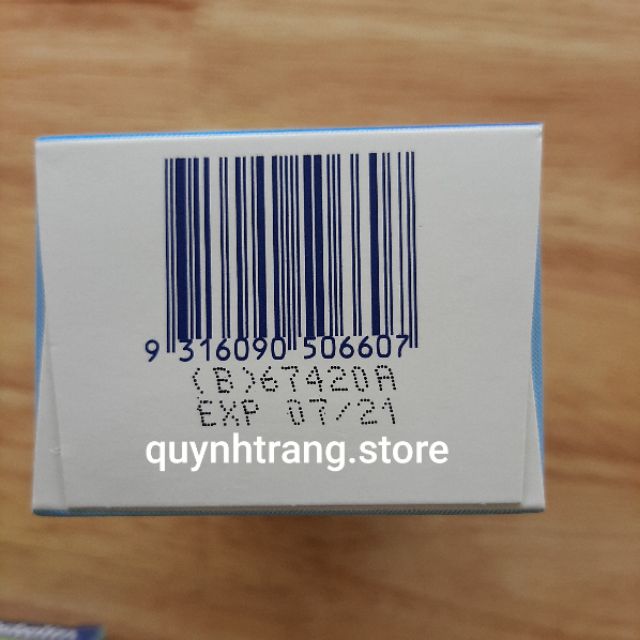 9 316090 506607
(B)67420A
EXP 07/21
quynhtrang.store